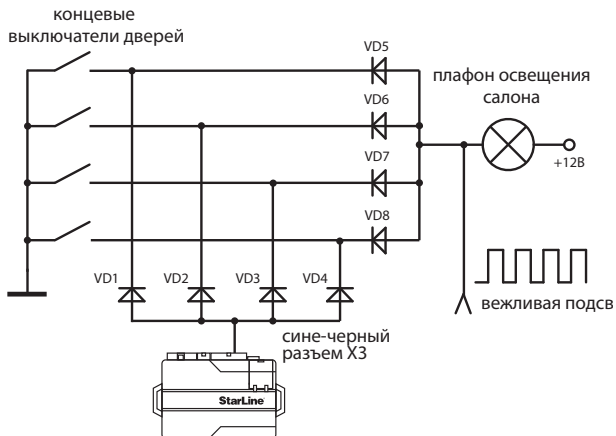 концевые
выключатели дверей
VD5
плафон освещения
салона
VD6
+12В
VD7
VD8
VD1
VD2
VD3
VD4
вежливая подсв
сине-черный
разъем X3
StarLine